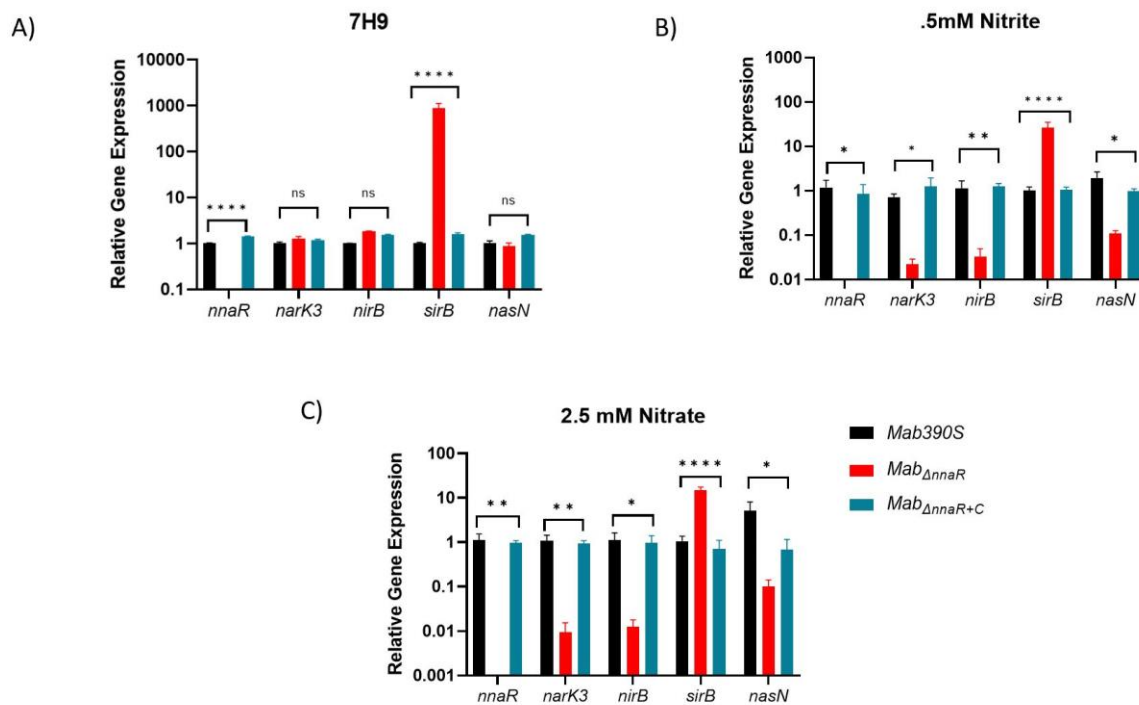 A)
7H9
Relative Gene Expression
10000
1000
100
10
1
0.1
****
ns
ns
****
ns
nnaR narK3 nirB sirB nasN
B)
.5mM Nitrite
Relative Gene Expression
1000
100
10
1
0.1
0.01
*
*
**
****
*
nnaR narK3 nirB sirB nasN
C)
2.5 mM Nitrate
Relative Gene Expression
100
10
1
0.1
0.01
0.001
**
**
*
****
*
nnaR narK3 nirB sirB nasN
Mab390S
MabΔnnaR
MabΔnnaR+C